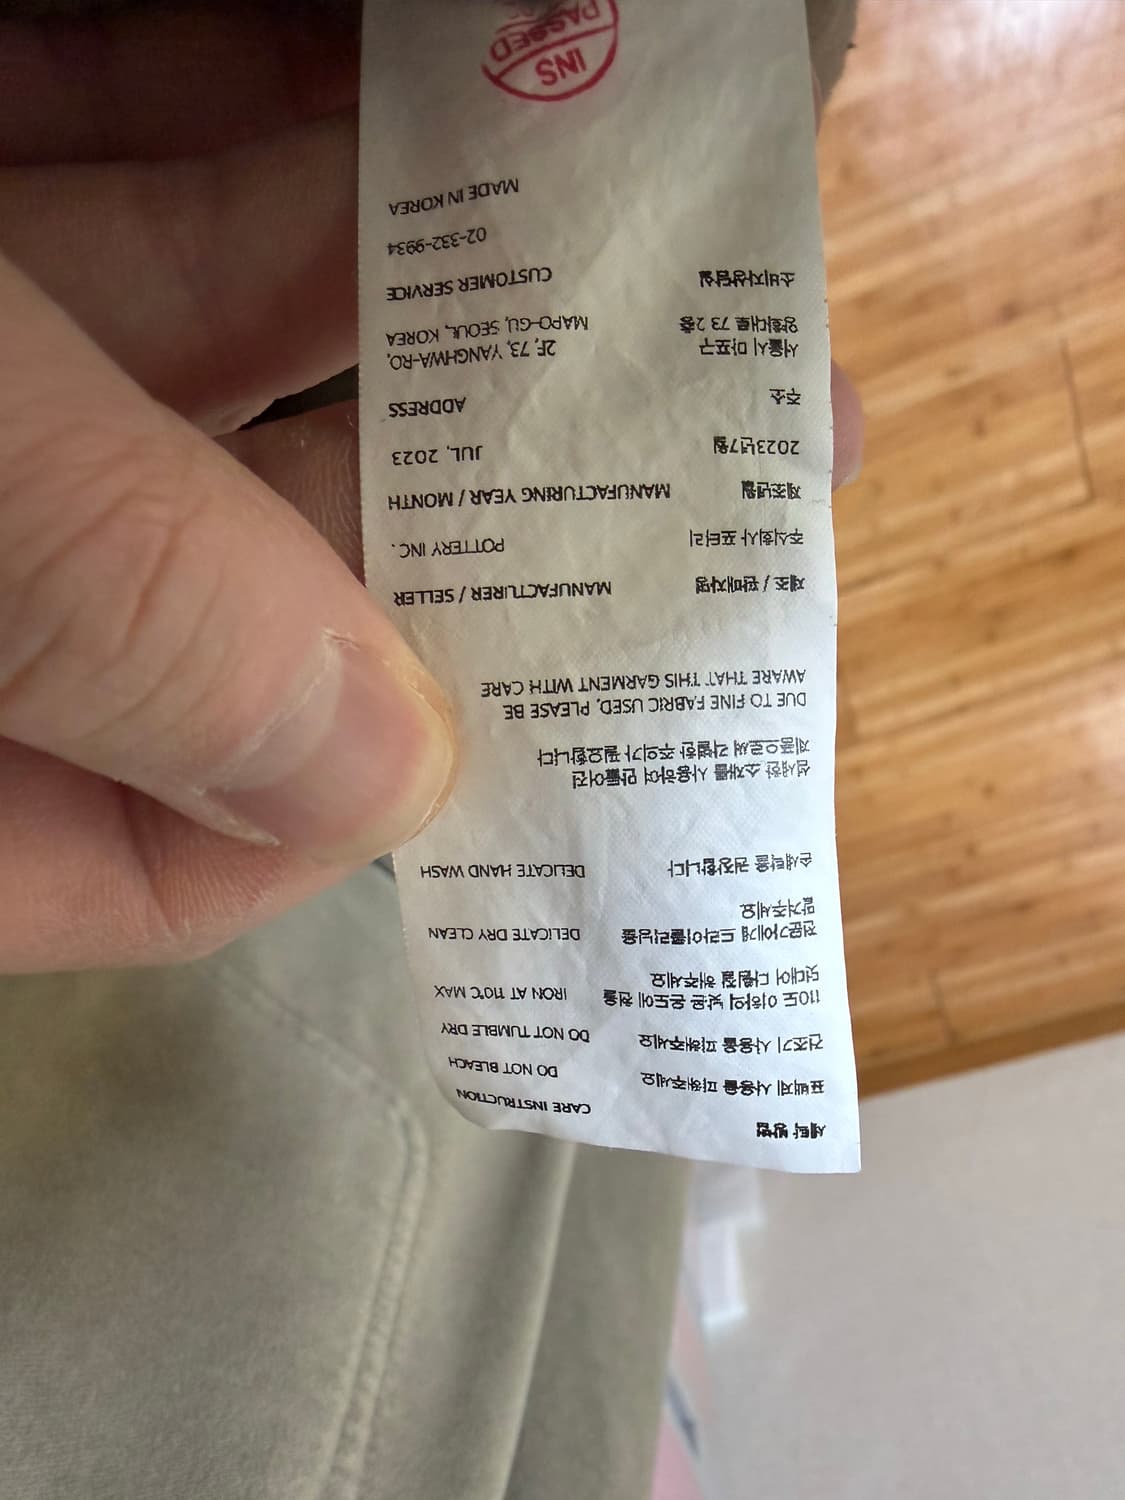 세탁 방법
CARE INSTRUCTION
표백제 사용을 피해주세요
DO NOT BLEACH
건조기 사용을 피해주세요
DO NOT TUMBLE DRY
110도 이하의 낮은 온도에 천을
덧대어 다림질 해주세요
IRON AT 110°C MAX
전문가에게 드라이클리닝을
맡겨주세요
DELICATE DRY CLEAN
손세탁을 권장합니다
DELICATE HAND WASH
섬세한 소재를 사용하여 만들어진
제품으로써 각별한 주의가 필요합니다
DUE TO FINE FABRIC USED, PLEASE BE
AWARE THAT THIS GARMENT WITH CARE
제조 / 판매자명
MANUFACTURER / SELLER
주식회사 포터리
POTTERY INC.
제조년월
MANUFACTURING YEAR / MONTH
2023년7월
JUL, 2023
주소
ADDRESS
서울시 마포구
양화대로 73 2층
2F, 73, YANGHWA-RO,
MAPO-GU, SEOUL, KOREA
소비자상담실
CUSTOMER SERVICE
02-332-9934
MADE IN KOREA
INS
PASSED